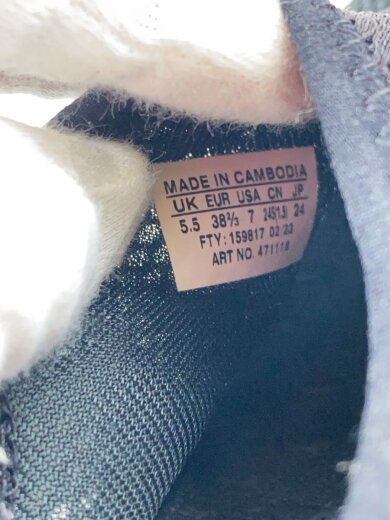 MADE IN CAMBODIA
UK EUR USA CN JP
5.5 38⅔ 7 245(1.5) 24
FTY: 159817 02 23
ART NO. 471118